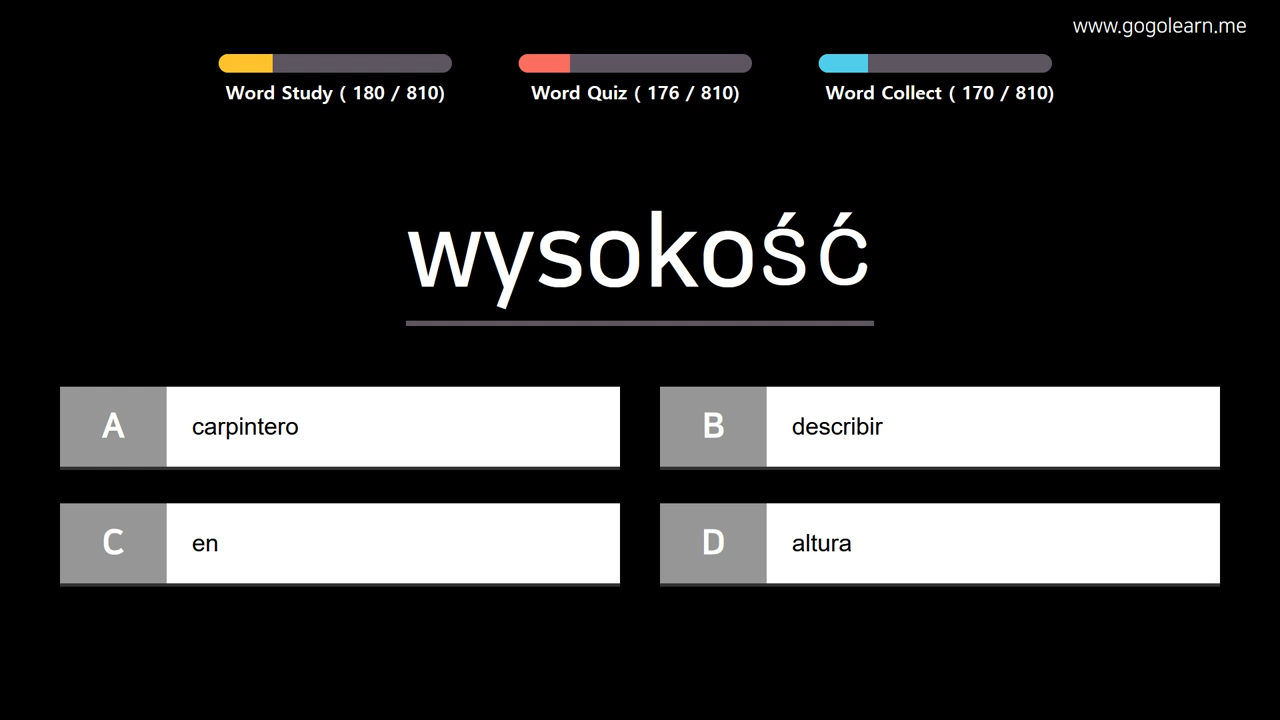 www.gogolearn.me
Word Study ( 180 / 810)
Word Quiz ( 176 / 810)
Word Collect ( 170 / 810)
wysokość
A carpintero
B describir
C en
D altura